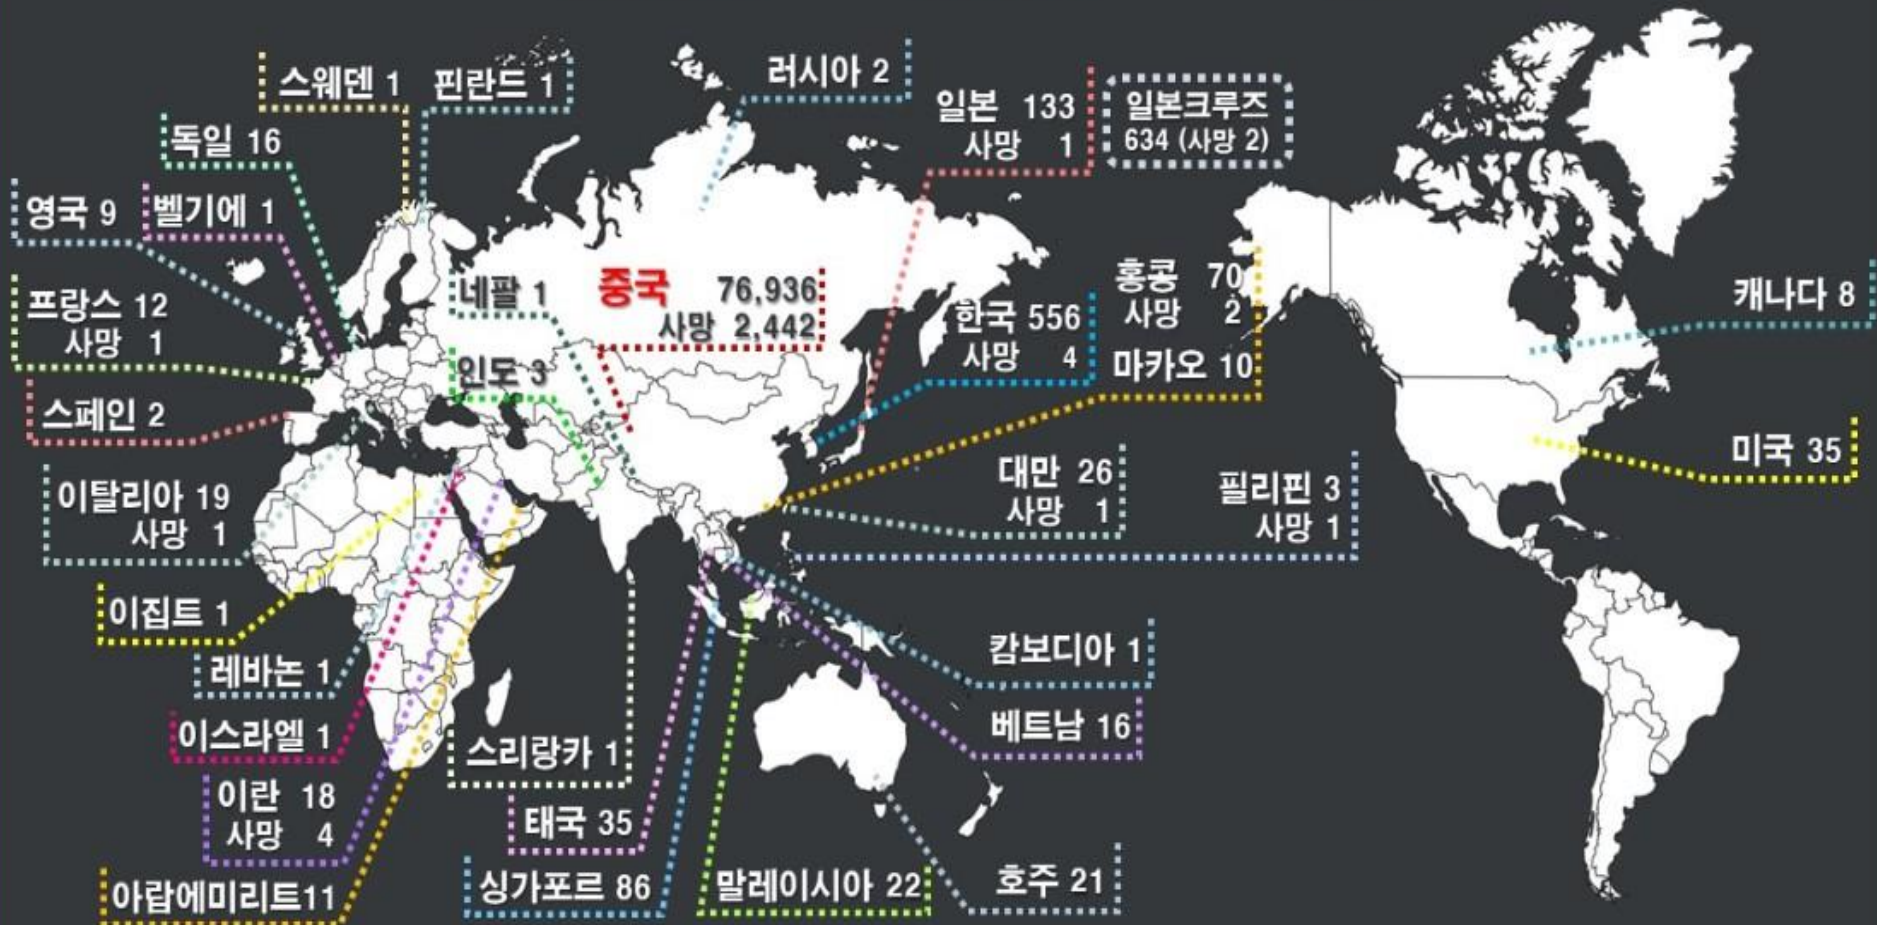 스웨덴 1
핀란드 1
러시아 2
일본 133
사망 1
일본크루즈
634 (사망 2)
독일 16
영국 9
벨기에 1
네팔 1
중국 76,936
사망 2,442
홍콩 70
사망 2
마카오 10
캐나다 8
프랑스 12
사망 1
한국 556
사망 4
인도 3
스페인 2
미국 35
이탈리아 19
사망 1
대만 26
사망 1
필리핀 3
사망 1
이집트 1
레바논 1
캄보디아 1
이스라엘 1
스리랑카 1
베트남 16
이란 18
사망 4
태국 35
아랍에미리트11
싱가포르 86
말레이시아 22
호주 21